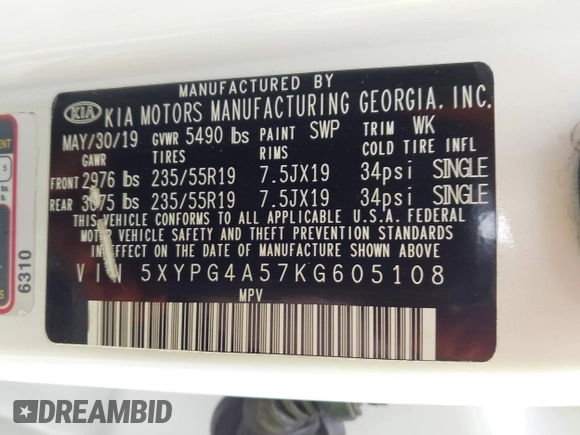 MANUFACTURED BY
KIA KIA MOTORS MANUFACTURING GEORGIA, INC.
MAY/30/19 GVWR 5490 lbs PAINT SWP TRIM WK
GAWR TIRES RIMS COLD TIRE INFL
FRONT 2976 lbs 235/55R19 7.5JX19 34psi SINGLE
REAR lbs 235/55R19 7.5JX19 34psi SINGLE
THIS VEHICLE CONFORMS TO ALL APPLICABLE U.S.A. FEDERAL
MOTOR VEHICLE SAFETY AND THEFT PREVENTION STANDARDS
IN EFFECT ON THE DATE OF MANUFACTURE SHOWN ABOVE.
VIN 5XYPG4A57KG605108
MPV
6310
5
DREAMBID